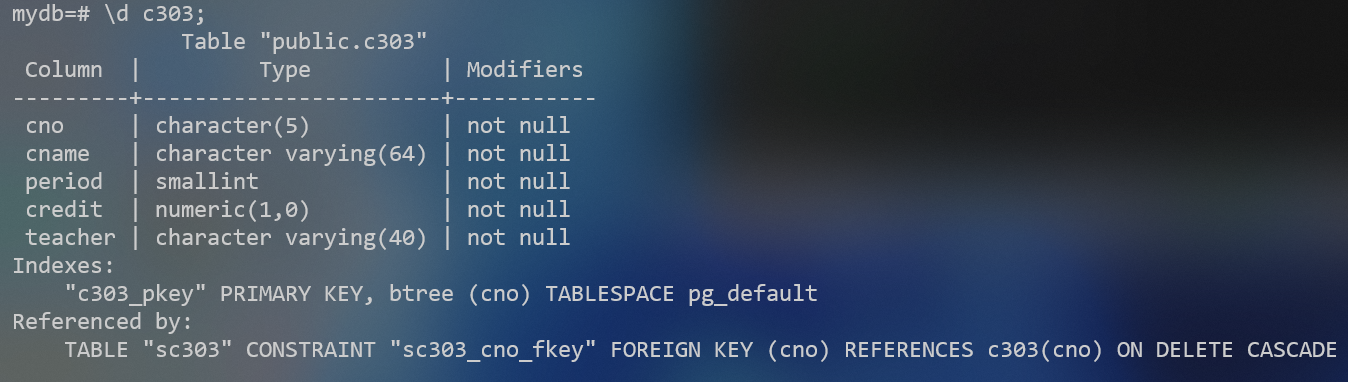 mydb=# \d c303;
             Table "public.c303"
 Column  |         Type          | Modifiers
---------+-----------------------+-----------
 cno     | character(5)          | not null
 cname   | character varying(64) | not null
 period  | smallint              | not null
 credit  | numeric(1,0)          | not null
 teacher | character varying(40) | not null
Indexes:
    "c303_pkey" PRIMARY KEY, btree (cno) TABLESPACE pg_default
Referenced by:
    TABLE "sc303" CONSTRAINT "sc303_cno_fkey" FOREIGN KEY (cno) REFERENCES c303(cno) ON DELETE CASCADE